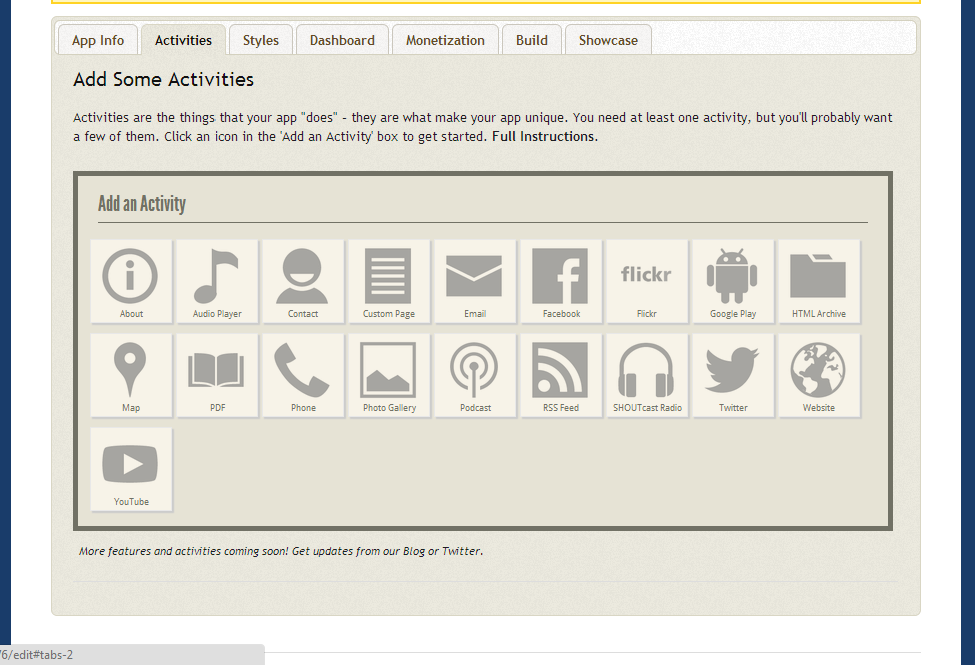 App Info Activities Styles Dashboard Monetization Build Showcase
Add Some Activities
Activities are the things that your app "does" - they are what make your app unique. You need at least one activity, but you'll probably want
a few of them. Click an icon in the 'Add an Activity' box to get started. Full Instructions.
Add an Activity
flickr
About Audio Player Contact Custom Page Email Facebook Flickr Google Play HTML Archive
Map PDF Phone Photo Gallery Podcast RSS Feed SHOUTcast Radio Twitter Website
YouTube
More features and activities coming soon! Get updates from our Blog or Twitter.
/edit#tabs-2